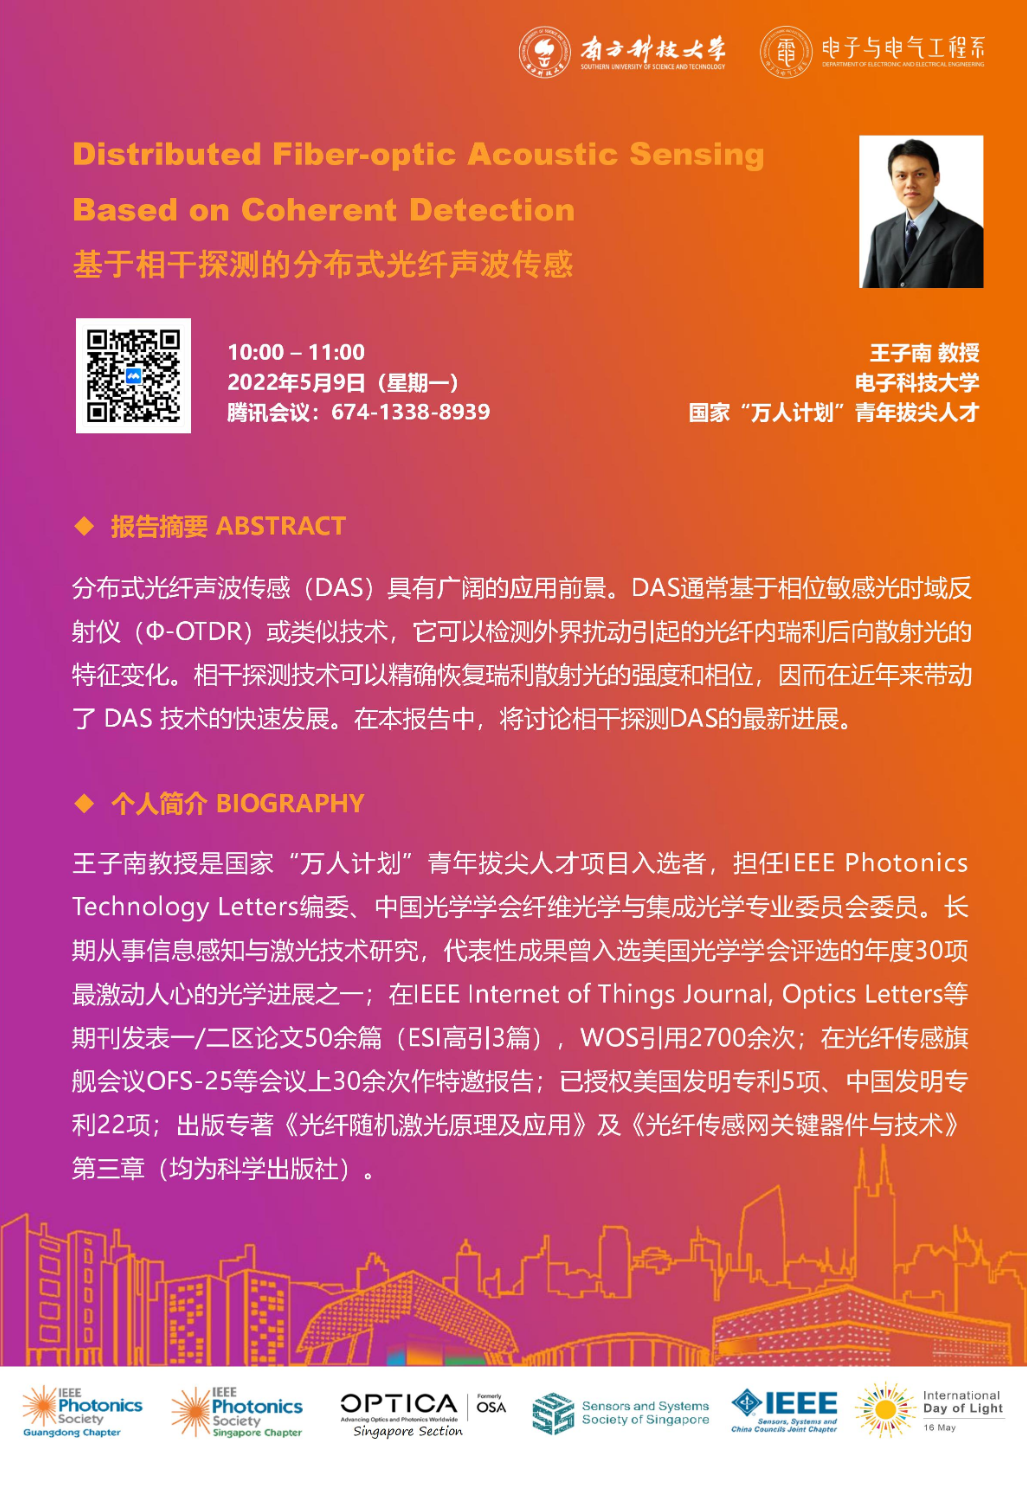 南方科技大学
SOUTHERN UNIVERSITY OF SCIENCE AND TECHNOLOGY
电子与电气工程系
DEPARTMENT OF ELECTRONIC AND ELECTRICAL ENGINEERING
Distributed Fiber-optic Acoustic Sensing
Based on Coherent Detection
基于相干探测的分布式光纤声波传感
10:00 – 11:00
2022年5月9日（星期一）
腾讯会议：674-1338-8939
王子南 教授
电子科技大学
国家“万人计划”青年拔尖人才
◆ 报告摘要 ABSTRACT
分布式光纤声波传感（DAS）具有广阔的应用前景。DAS通常基于相位敏感光时域反
射仪（Φ-OTDR）或类似技术，它可以检测外界扰动引起的光纤内瑞利后向散射光的
特征变化。相干探测技术可以精确恢复瑞利散射光的强度和相位，因而在近年来带动
了 DAS 技术的快速发展。在本报告中，将讨论相干探测DAS的最新进展。
◆ 个人简介 BIOGRAPHY
王子南教授是国家“万人计划”青年拔尖人才项目入选者，担任IEEE Photonics
Technology Letters编委、中国光学学会纤维光学与集成光学专业委员会委员。长
期从事信息感知与激光技术研究，代表性成果曾入选美国光学学会评选的年度30项
最激动人心的光学进展之一；在IEEE Internet of Things Journal, Optics Letters等
期刊发表一/二区论文50余篇（ESI高引3篇），WOS引用2700余次；在光纤传感旗
舰会议OFS-25等会议上30余次作特邀报告；已授权美国发明专利5项、中国发明专
利22项；出版专著《光纤随机激光原理及应用》及《光纤传感网关键器件与技术》
第三章（均为科学出版社）。
IEEE
Photonics
Society
Guangdong Chapter
IEEE
Photonics
Society
Singapore Chapter
OPTICA
Formerly
OSA
Advancing Optics and Photonics Worldwide
Singapore Section
Sensors and Systems
Society of Singapore
IEEE
Sensors, Systems and
China Councils Joint Chapter
International
Day of Light
16 May